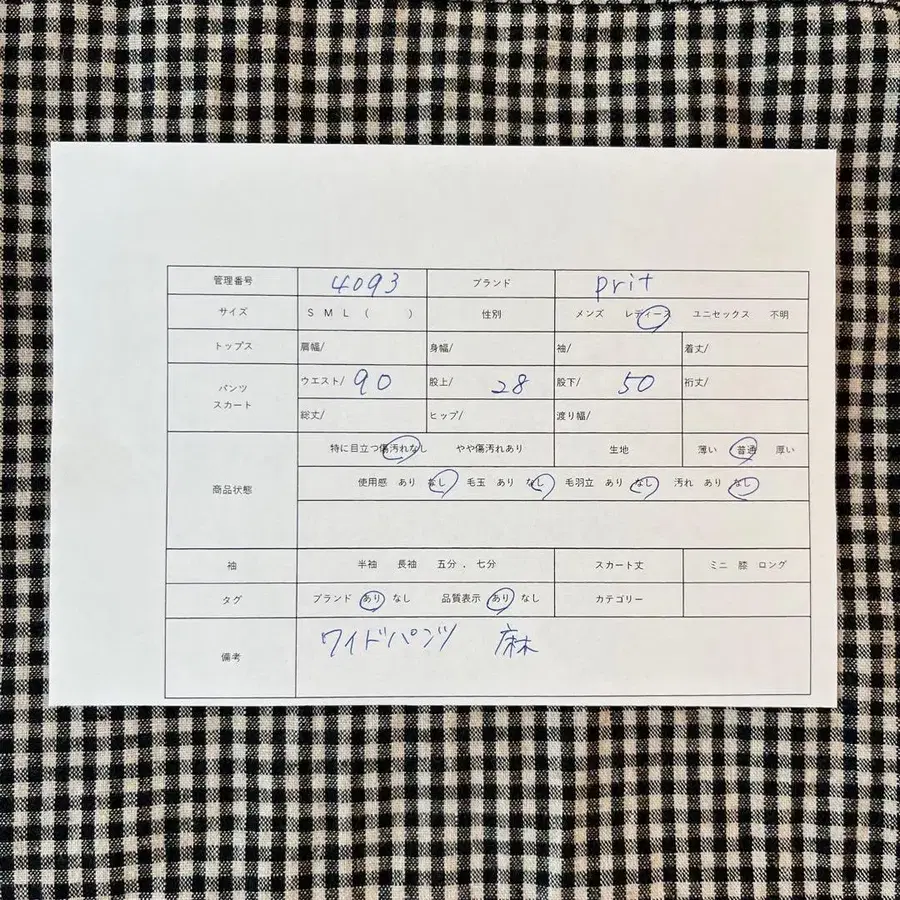 管理番号 4093 ブランド prit
サイズ S M L ( ) 性別 メンズ レディース ユニセックス 不明
トップス 肩幅/ 身幅/ 袖/ 着丈/
パンツ スカート ウエスト/ 90 股上/ 28 股下/ 50 裄丈/
総丈/ ヒップ/ 渡り幅/
商品状態 特に目立つ傷汚れなし やや傷汚れあり 生地 薄い 普通 厚い
使用感 あり なし 毛玉 あり なし 毛羽立 あり なし 汚れ あり なし
袖 半袖 長袖 五分 . 七分 スカート丈 ミニ 膝 ロング
タグ ブランド あり なし 品質表示 あり なし カテゴリー
備考 ワイドパンツ 麻